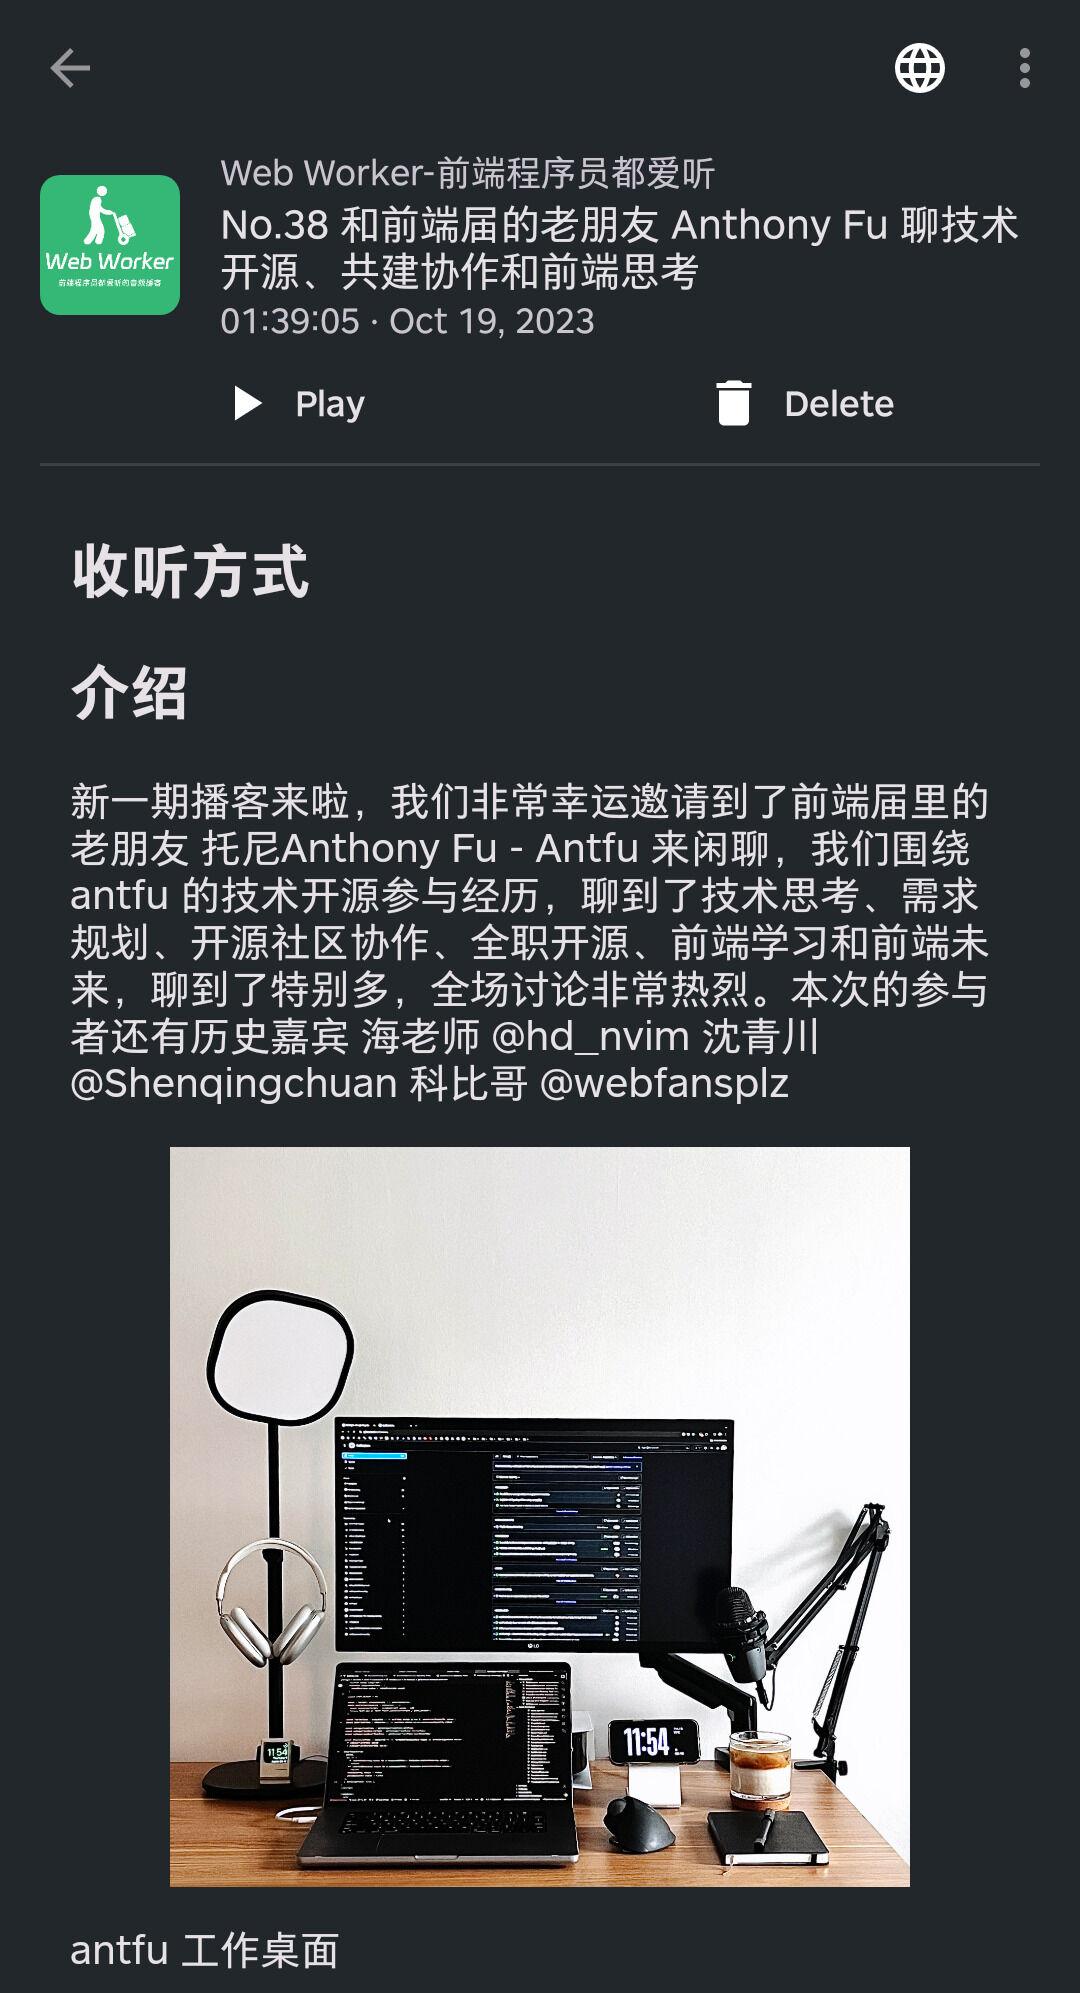 Web Worker-前端程序员都爱听
Web Worker
前端程序员都爱听的音频播客
No.38 和前端届的老朋友 Anthony Fu 聊技术
开源、共建协作和前端思考
01:39:05 · Oct 19, 2023
Play
Delete
收听方式
介绍
新一期播客来啦，我们非常幸运邀请到了前端届里的
老朋友 托尼Anthony Fu - Antfu 来闲聊，我们围绕
antfu 的技术开源参与经历，聊到了技术思考、需求
规划、开源社区协作、全职开源、前端学习和前端未
来，聊到了特别多，全场讨论非常热烈。本次的参与
者还有历史嘉宾 海老师 @hd_nvim 沈青川
@Shenqingchuan 科比哥 @webfansplz
LG
11:54
11:54
antfu 工作桌面